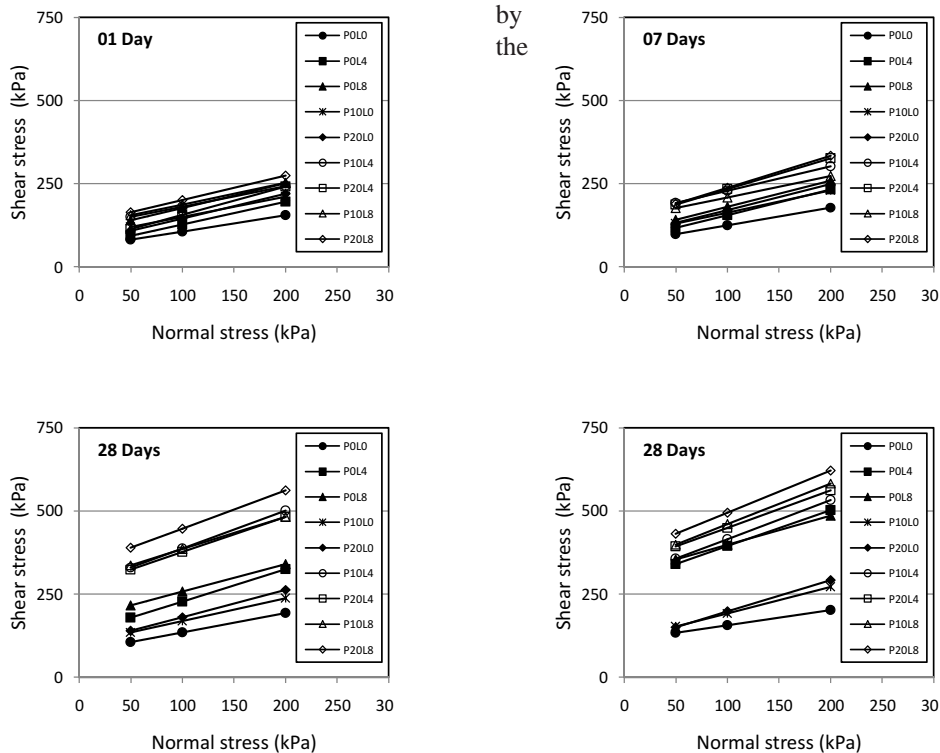 by
the
750
500
250
0
Shear stress (kPa)
01 Day
P0L0
P0L4
P0L8
P10L0
P20L0
P10L4
P20L4
P10L8
P20L8
0 50 100 150 200 30
Normal stress (kPa)
750
500
250
0
Shear stress (kPa)
07 Days
P0L0
P0L4
P0L8
P10L0
P20L0
P10L4
P20L4
P10L8
P20L8
0 50 100 150 200 30
Normal stress (kPa)
750
500
250
0
Shear stress (kPa)
28 Days
P0L0
P0L4
P0L8
P10L0
P20L0
P10L4
P20L4
P10L8
P20L8
0 50 100 150 200 30
Normal stress (kPa)
750
500
250
0
Shear stress (kPa)
28 Days
P0L0
P0L4
P0L8
P10L0
P20L0
P10L4
P20L4
P10L8
P20L8
0 50 100 150 200 30
Normal stress (kPa)